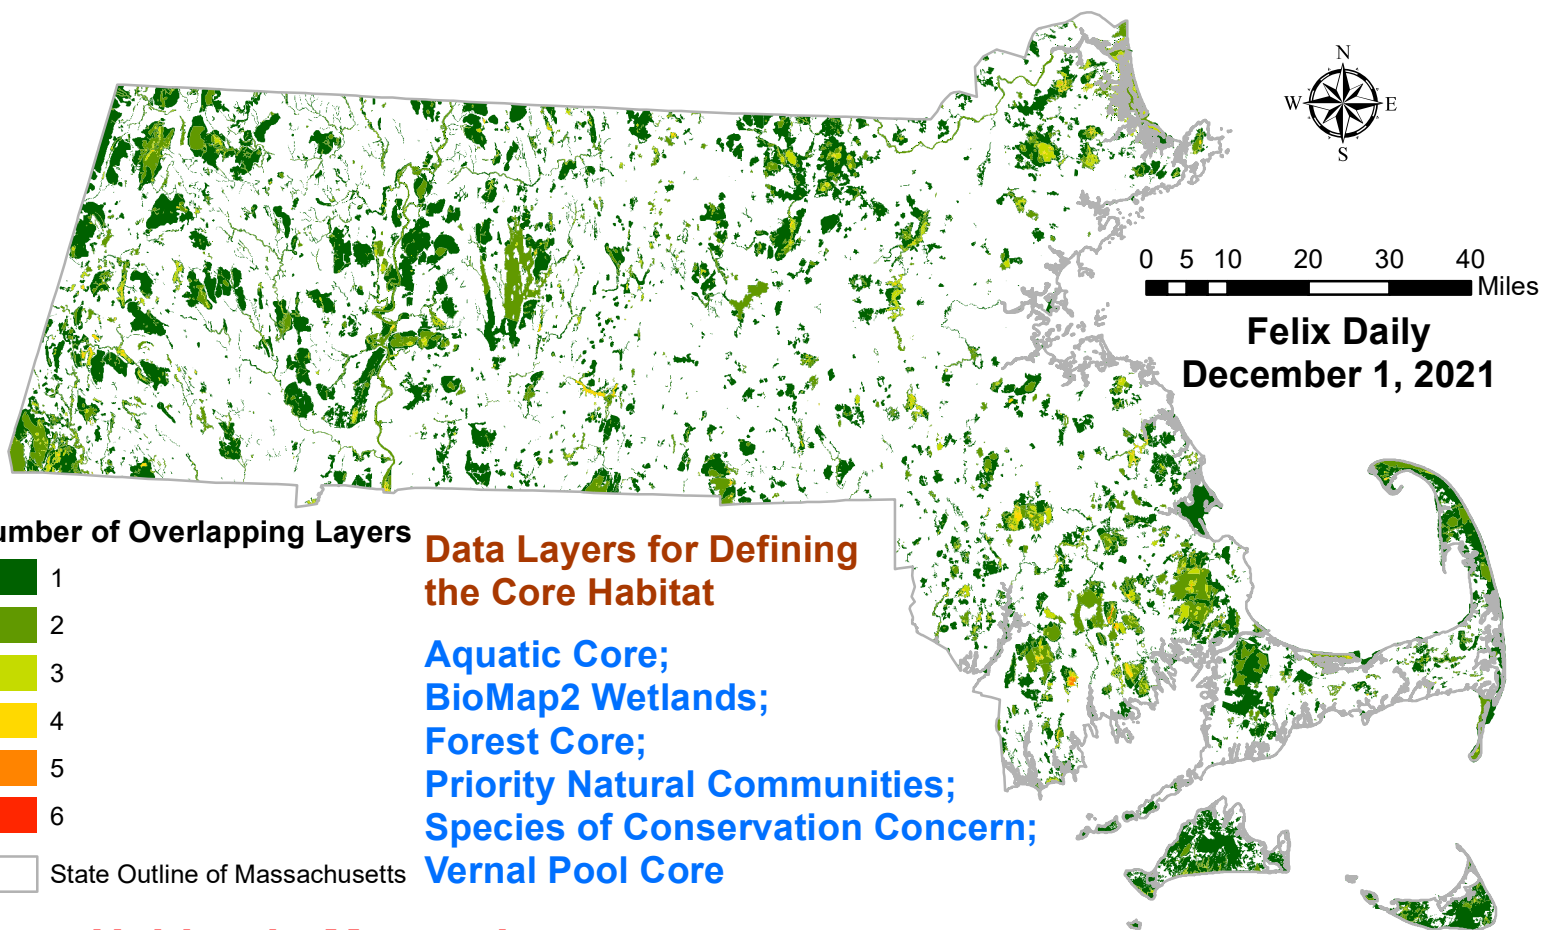 N
W E
S
0 5 10 20 30 40
Miles
Felix Daily
December 1, 2021
umber of Overlapping Layers
1
2
3
4
5
6
State Outline of Massachusetts
Data Layers for Defining
the Core Habitat
Aquatic Core;
BioMap2 Wetlands;
Forest Core;
Priority Natural Communities;
Species of Conservation Concern;
Vernal Pool Core